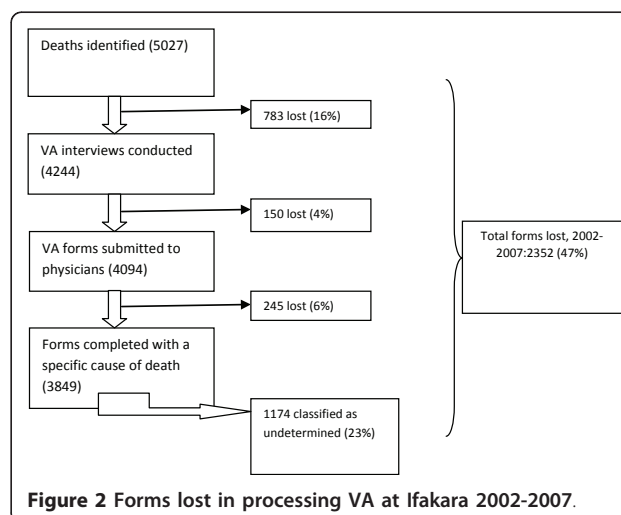 Deaths identified (5027)
783 lost (16%)
VA interviews conducted
(4244)
150 lost (4%)
VA forms submitted to
physicians (4094)
245 lost (6%)
Forms completed with a
specific cause of death
(3849)
1174 classified as
undetermined (23%)
Total forms lost, 2002-
2007:2352 (47%)
Figure 2 Forms lost in processing VA at Ifakara 2002-2007.